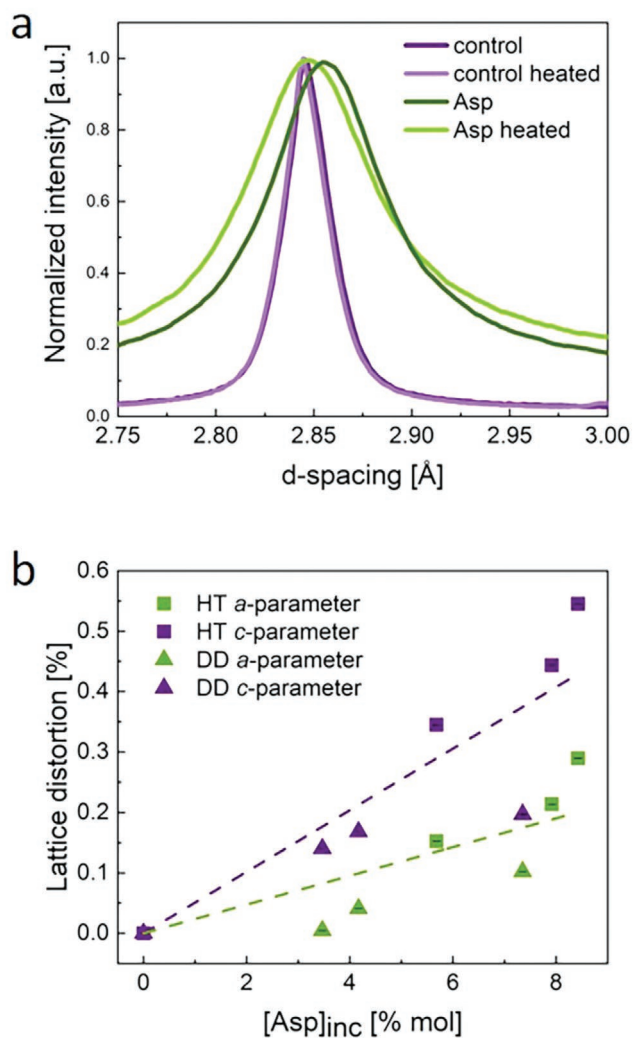 a
1.0
0.8
0.6
0.4
0.2
0.0
Normalized intensity [a.u.]
control
control heated
Asp
Asp heated
2.75 2.80 2.85 2.90 2.95 3.00
d-spacing [Å]
b
0.6
0.5
0.4
0.3
0.2
0.1
0.0
Lattice distortion [%]
HT a-parameter
HT c-parameter
DD a-parameter
DD c-parameter
0 2 4 6 8
[Asp]inc [% mol]